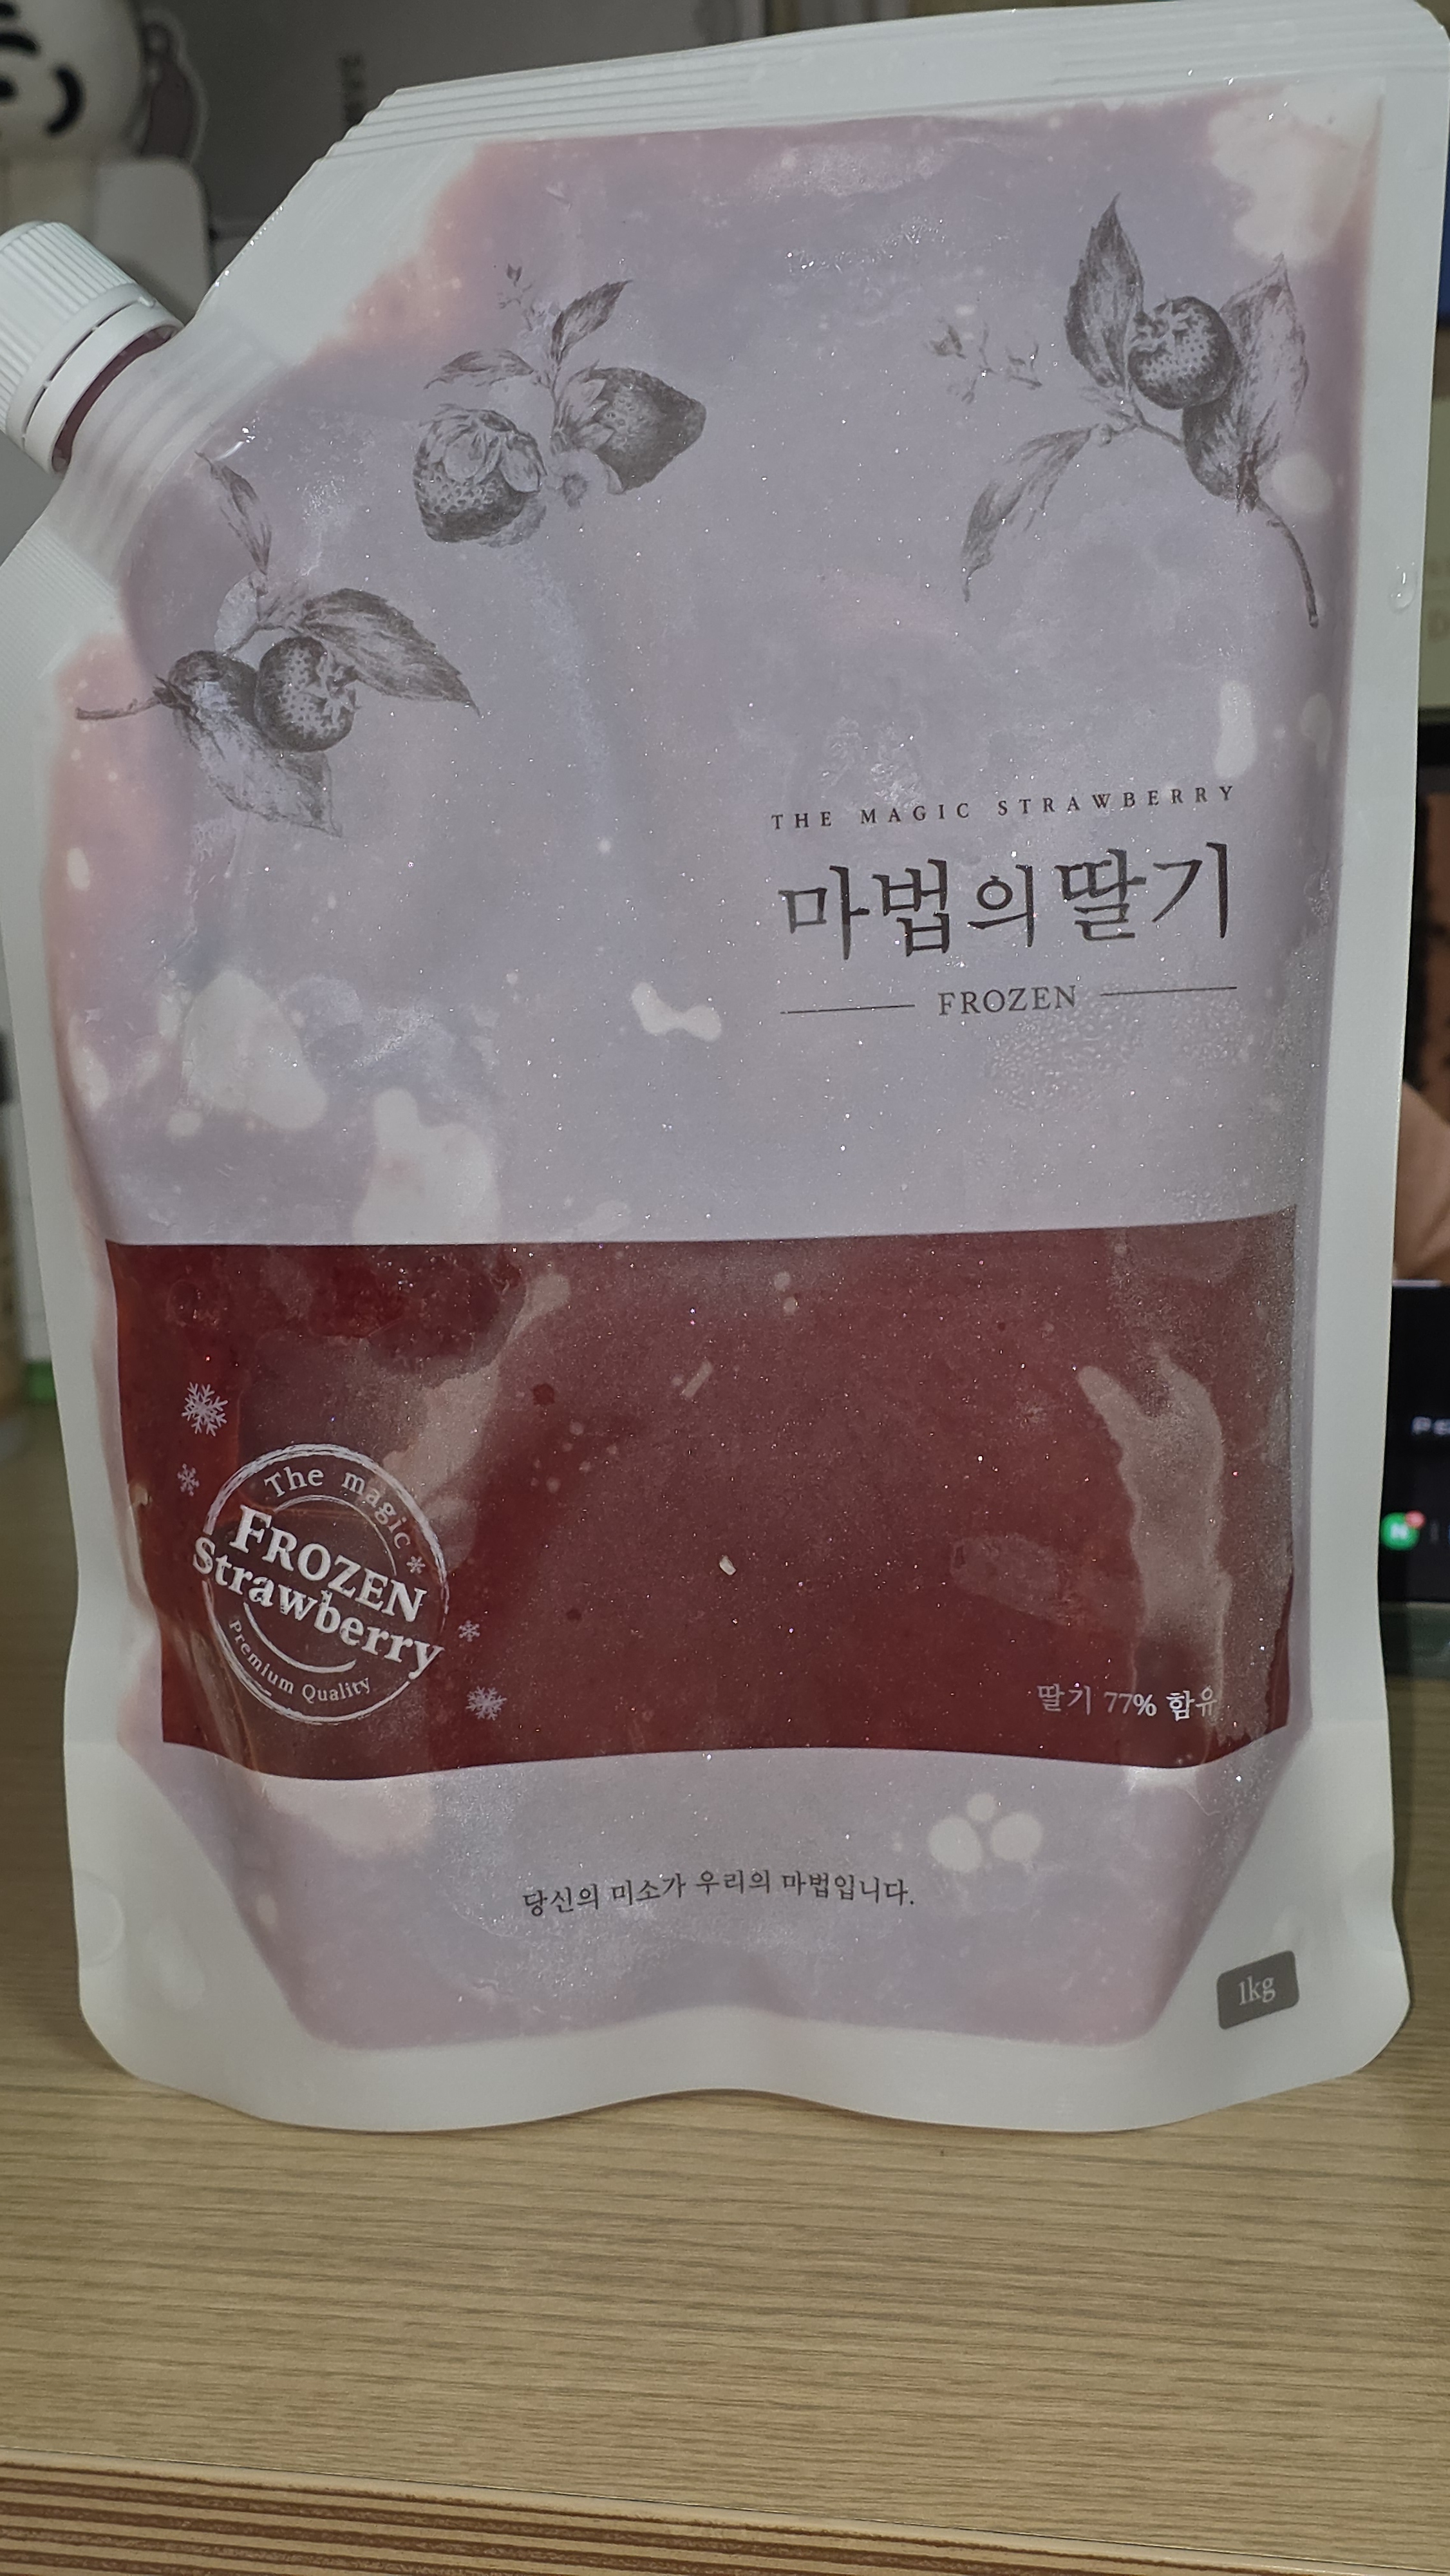 THE MAGIC STRAWBERRY
마법의딸기
FROZEN
The magic
FROZEN
Strawberry
Premium Quality
딸기 77% 함유
당신의 미소가 우리의 마법입니다.
1kg